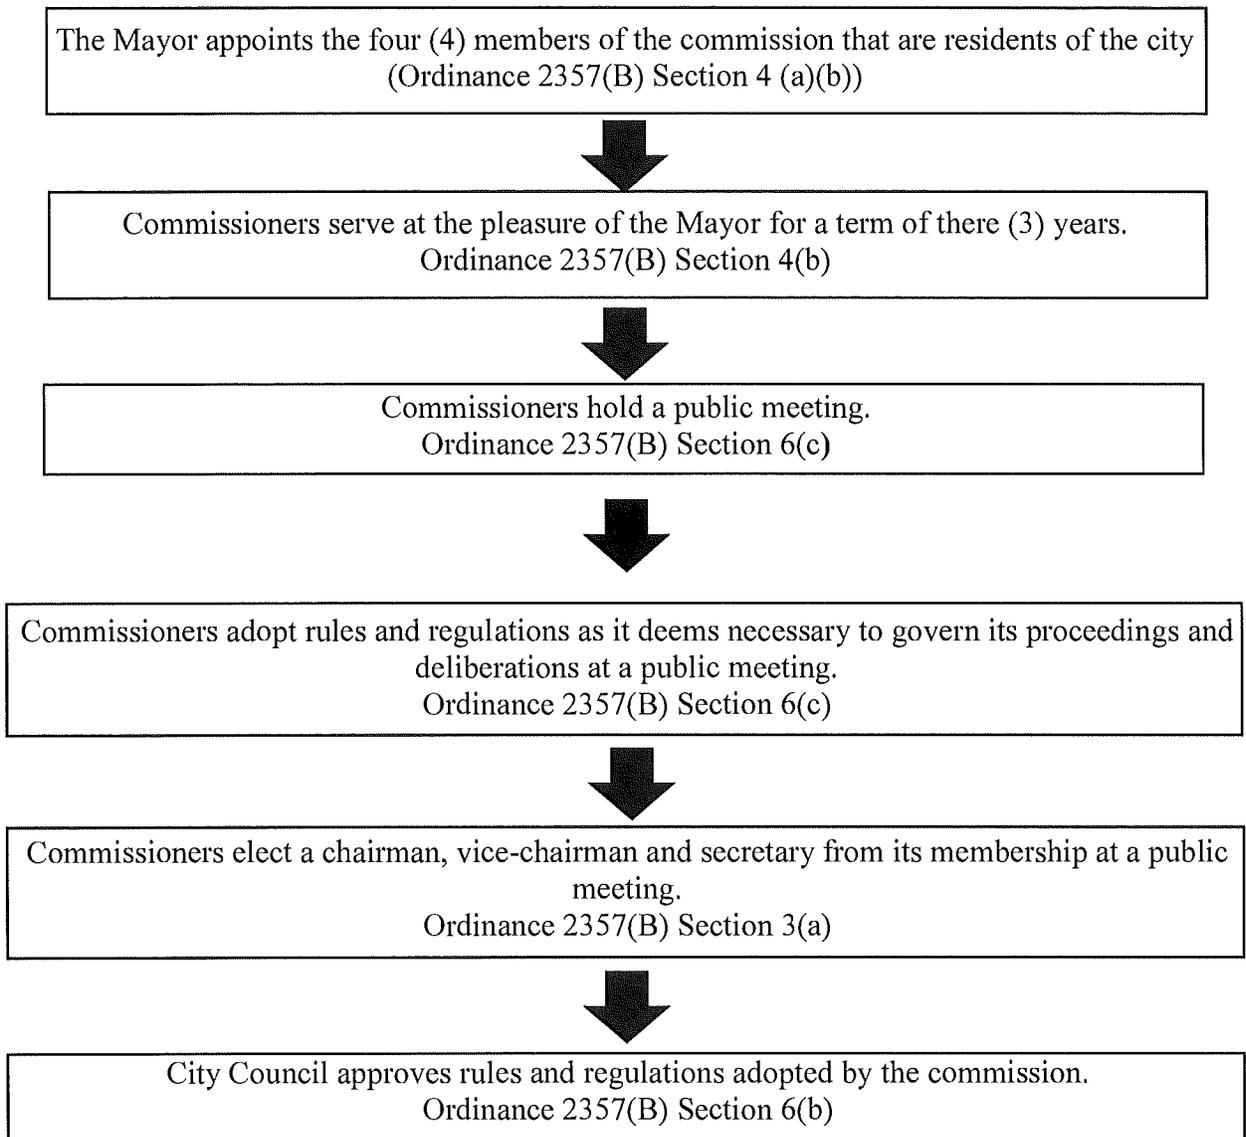 The Mayor appoints the four (4) members of the commission that are residents of the city
(Ordinance 2357(B) Section 4 (a)(b))
Commissioners serve at the pleasure of the Mayor for a term of there (3) years.
Ordinance 2357(B) Section 4(b)
Commissioners hold a public meeting.
Ordinance 2357(B) Section 6(c)
Commissioners adopt rules and regulations as it deems necessary to govern its proceedings and
deliberations at a public meeting.
Ordinance 2357(B) Section 6(c)
Commissioners elect a chairman, vice-chairman and secretary from its membership at a public
meeting.
Ordinance 2357(B) Section 3(a)
City Council approves rules and regulations adopted by the commission.
Ordinance 2357(B) Section 6(b)